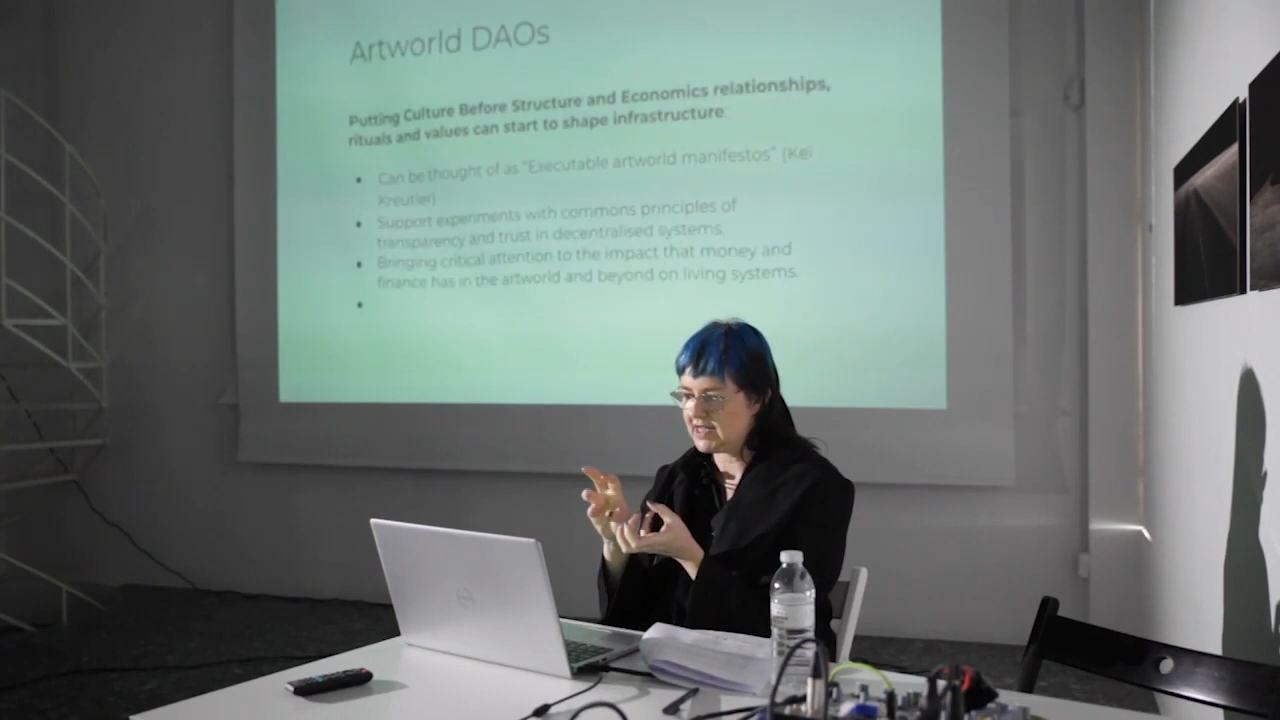 Artworld DAOs
Putting Culture Before Structure and Economics relationships,
rituals and values can start to shape infrastructure:
• Can be thought of as "Executable artworld manifestos" (Kei
Kreutler)
• Support experiments with commons principles of
transparency and trust in decentralised systems.
• Bringing critical attention to the impact that money and
finance has in the artworld and beyond on living systems.
•
DELL